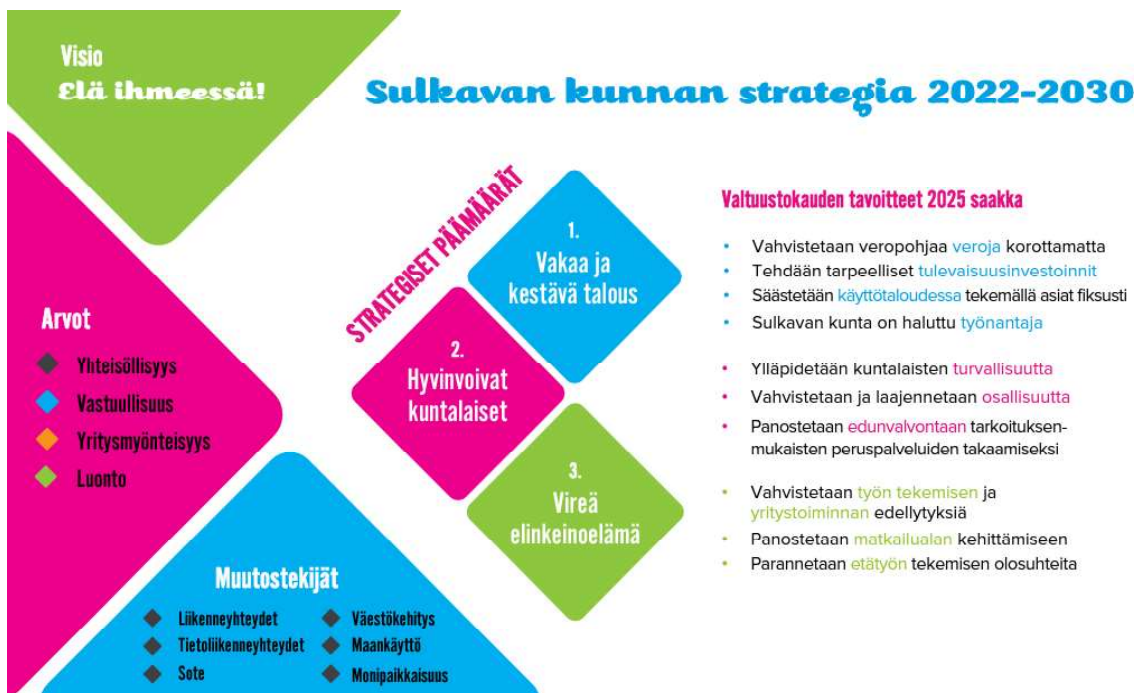 Visio
Elä ihmeessä!
Sulkavan kunnan strategia 2022-2030
Arvot
Yhteisöllisyys
Vastuullisuus
Yritysmyönteisyys
Luonto
Muutostekijät
Liikenneyhteydet
Tietoliikenneyhteydet
Sote
Väestökehitys
Maankäyttö
Monipaikkaisuus
STRATEGISET PÄÄMÄÄRÄT
1.
Vakaa ja
kestävä talous
2.
Hyvinvoivat
kuntalaiset
3.
Vireä
elinkeinoelämä
Valtuustokauden tavoitteet 2025 saakka
• Vahvistetaan veropohjaa veroja korottamatta
• Tehdään tarpeelliset tulevaisuusinvestoinnit
• Säästetään käyttötaloudessa tekemällä asiat fiksusti
• Sulkavan kunta on haluttu työnantaja
• Ylläpidetään kuntalaisten turvallisuutta
• Vahvistetaan ja laajennetaan osallisuutta
• Panostetaan edunvalvontaan tarkoituksen-
mukaisten peruspalveluiden takaamiseksi
• Vahvistetaan työn tekemisen ja
yritystoiminnan edellytyksiä
• Panostetaan matkailualan kehittämiseen
• Parannetaan etätyön tekemisen olosuhteita